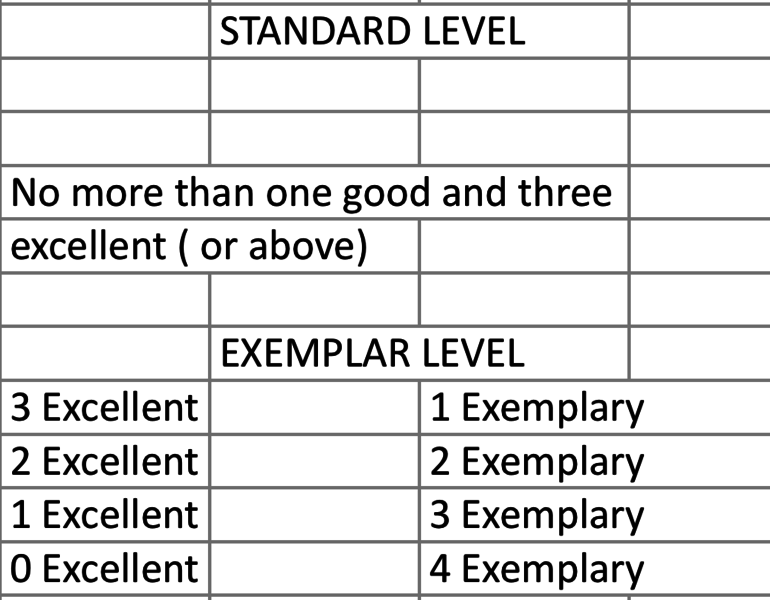 STANDARD LEVEL
No more than one good and three
excellent ( or above)
EXEMPLAR LEVEL
3 Excellent 1 Exemplary
2 Excellent 2 Exemplary
1 Excellent 3 Exemplary
0 Excellent 4 Exemplary